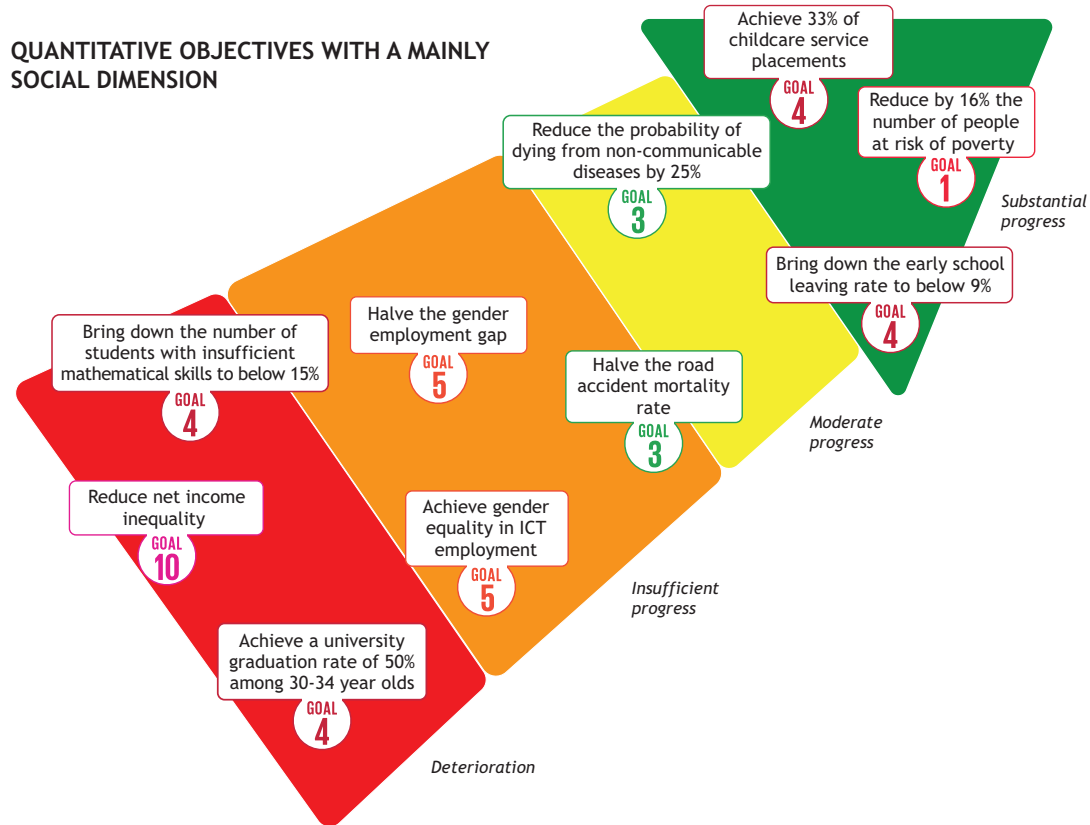 QUANTITATIVE OBJECTIVES WITH A MAINLY
SOCIAL DIMENSION
Achieve 33% of
childcare service
placements
GOAL
4
Reduce by 16% the
number of people
at risk of poverty
GOAL
1
Substantial
progress
Reduce the probability of
dying from non-communicable
diseases by 25%
GOAL
3
Bring down the early school
leaving rate to below 9%
GOAL
4
Moderate
progress
Halve the gender
employment gap
GOAL
5
Halve the road
accident mortality
rate
GOAL
3
Achieve gender
equality in ICT
employment
GOAL
5
Insufficient
progress
Bring down the number of
students with insufficient
mathematical skills to below 15%
GOAL
4
Reduce net income
inequality
GOAL
10
Achieve a university
graduation rate of 50%
among 30-34 year olds
GOAL
4
Deterioration